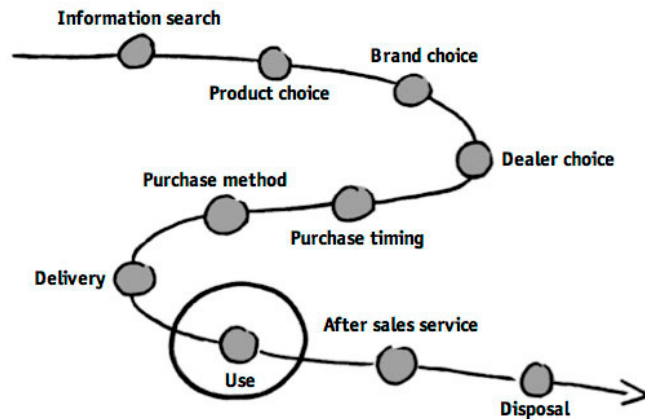 Information search
Product choice
Brand choice
Dealer choice
Purchase timing
Purchase method
Delivery
Use
After sales service
Disposal